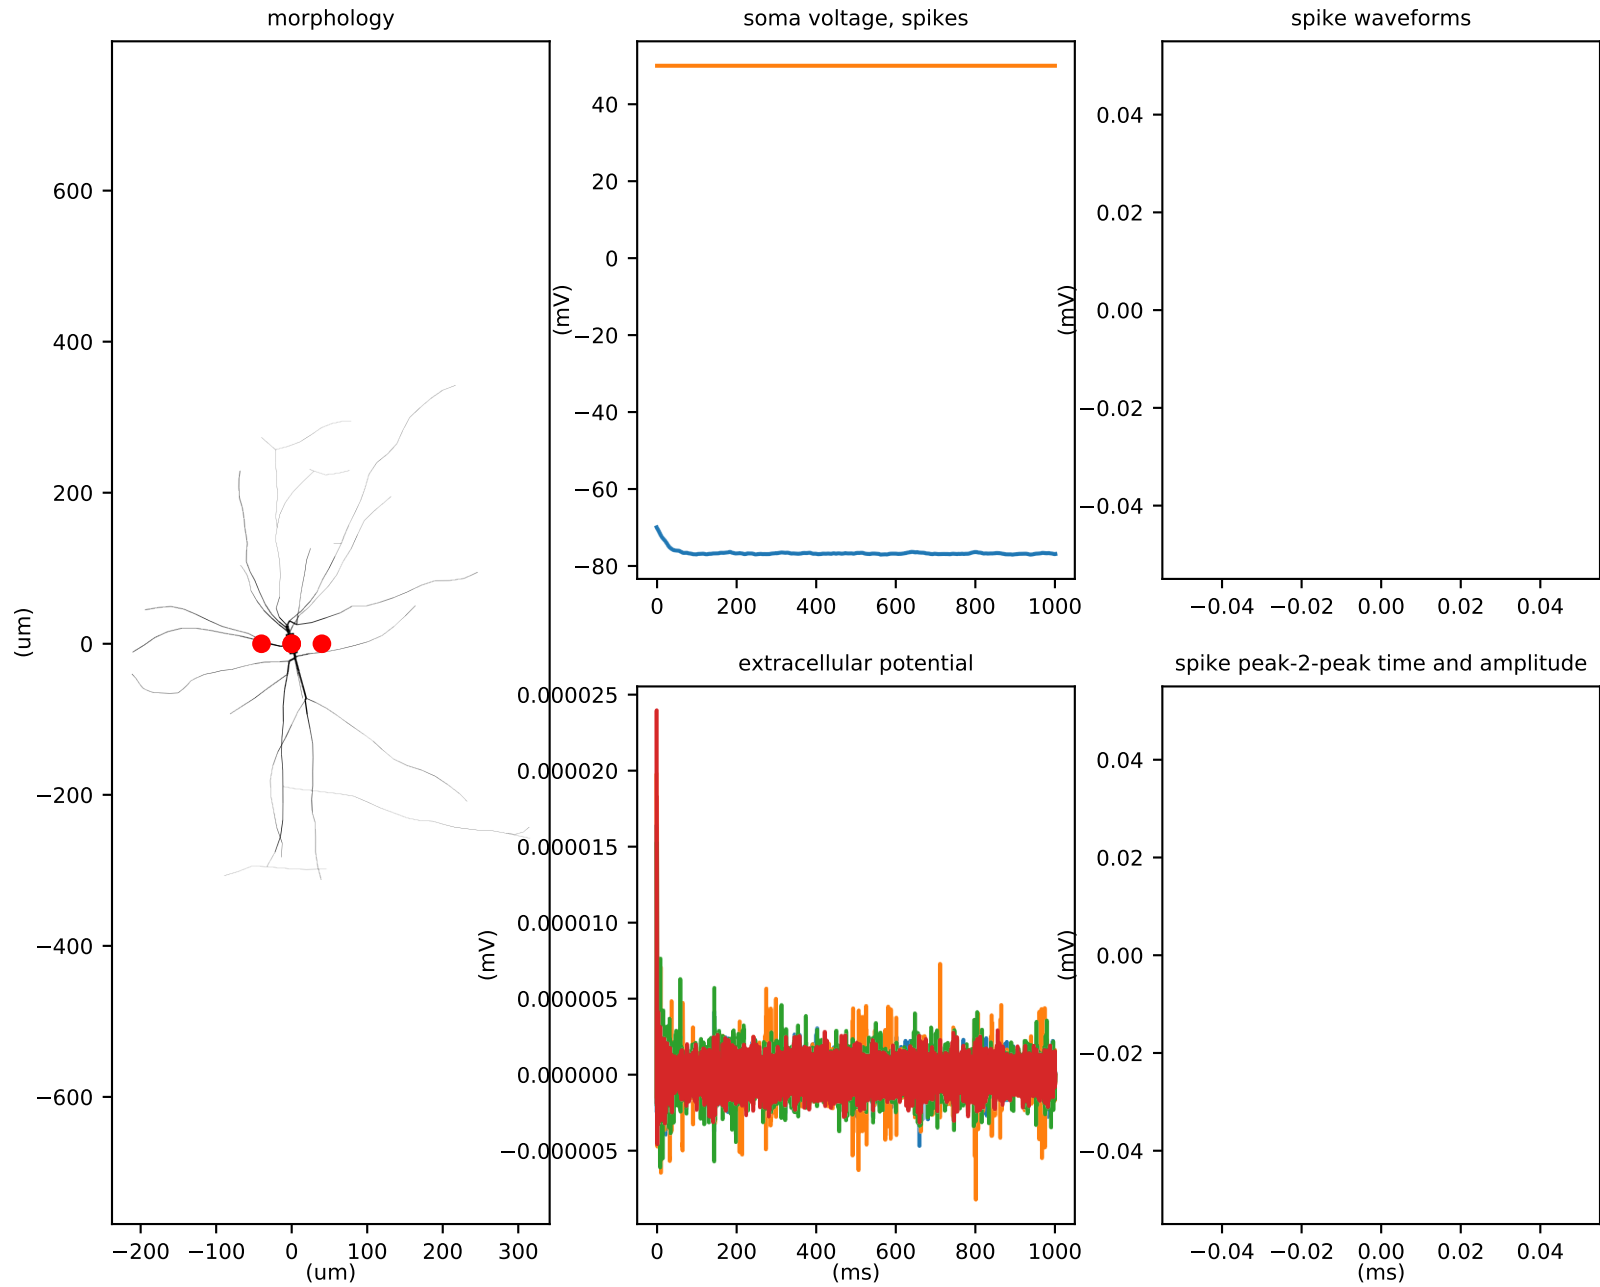 morphology
600
400
200
0
−200
−400
−600
(um)
−200 −100 0 100 200 300
(um)
soma voltage, spikes
40
20
0
−20
−40
−60
−80
(mV)
0 200 400 600 800 1000
spike waveforms
0.04
0.02
0.00
−0.02
−0.04
(mV)
−0.04 −0.02 0.00 0.02 0.04
extracellular potential
0.000025
0.000020
0.000015
0.000010
0.000005
0.000000
−0.000005
(mV)
0 200 400 600 800 1000
(ms)
spike peak-2-peak time and amplitude
0.04
0.02
0.00
−0.02
−0.04
(mV)
−0.04 −0.02 0.00 0.02 0.04
(ms)